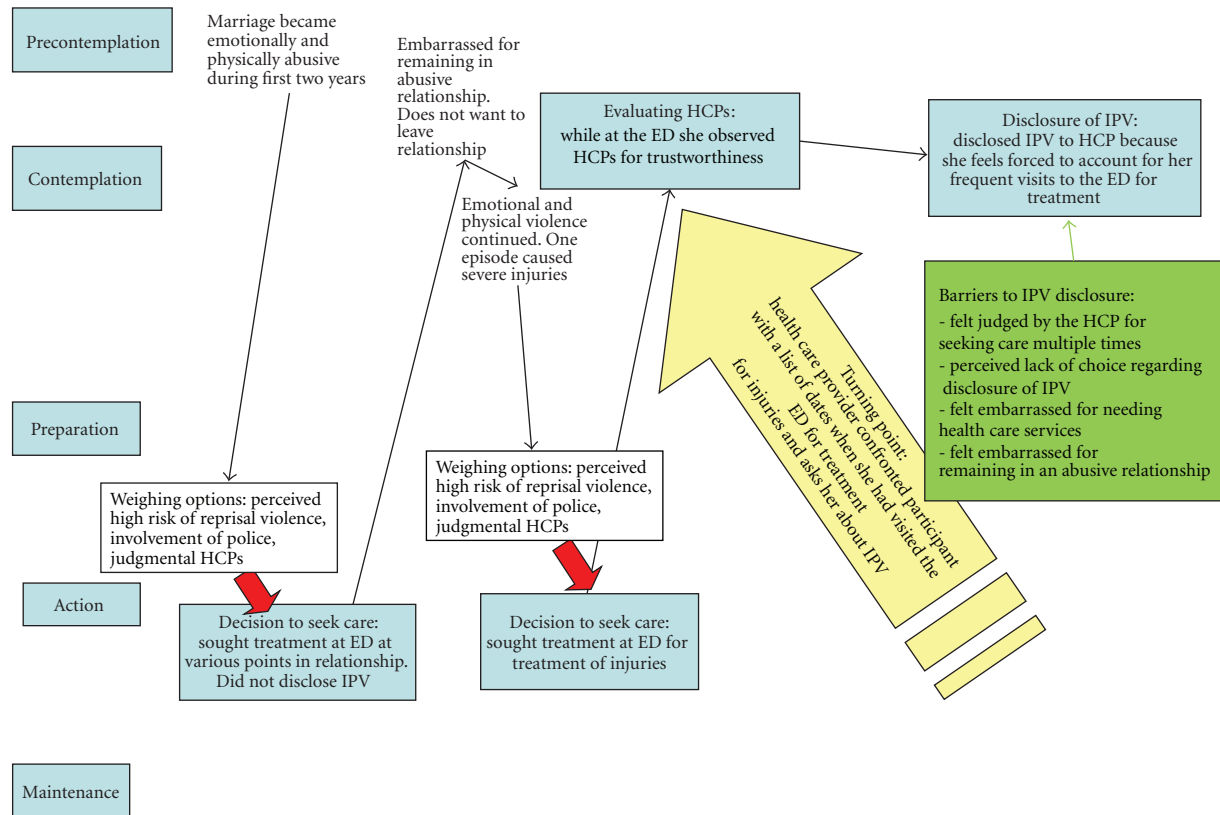 Precontemplation
Contemplation
Preparation
Action
Maintenance
Marriage became
emotionally and
physically abusive
during first two years
Weighing options: perceived
high risk of reprisal violence,
involvement of police,
judgmental HCPs
Decision to seek care:
sought treatment at ED at
various points in relationship.
Did not disclose IPV
Embarrassed for
remaining in
abusive
relationship.
Does not want to
leave
relationship
Emotional and
physical violence
continued. One
episode caused
severe injuries
Weighing options: perceived
high risk of reprisal violence,
involvement of police,
judgmental HCPs
Decision to seek care:
sought treatment at ED for
treatment of injuries
Evaluating HCPs:
while at the ED she observed
HCPs for trustworthiness
Turning point:
health care provider confronted participant
with a list of dates when she had visited the
ED for treatment
for injuries and asks her about IPV
Disclosure of IPV:
disclosed IPV to HCP because
she feels forced to account for her
frequent visits to the ED for
treatment
Barriers to IPV disclosure:
- felt judged by the HCP for
seeking care multiple times
- perceived lack of choice regarding
disclosure of IPV
- felt embarrassed for needing
health care services
- felt embarrassed for
remaining in an abusive relationship